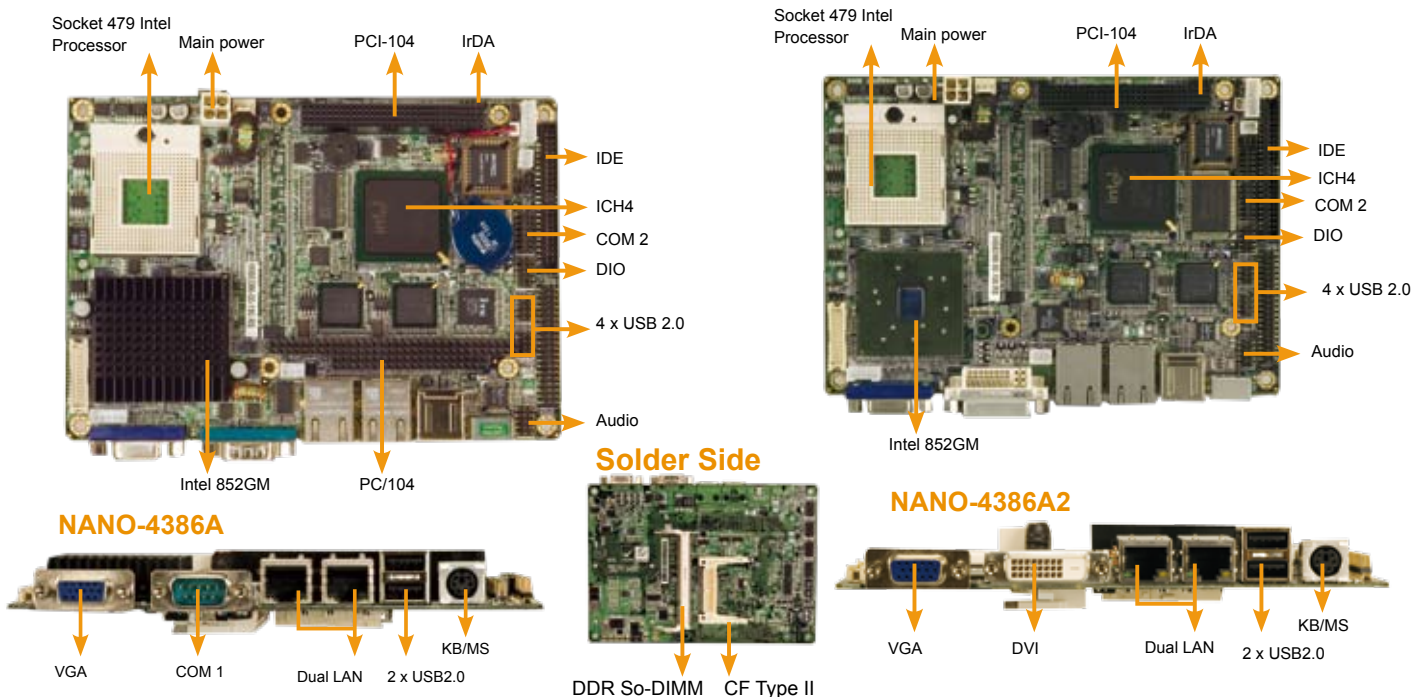 Socket 479 Intel
Processor
Main power
PCI-104
IrDA
IDE
ICH4
COM 2
DIO
4 x USB 2.0
Audio
Intel 852GM
PC/104
Socket 479 Intel
Processor
Main power
PCI-104
IrDA
IDE
ICH4
COM 2
DIO
4 x USB 2.0
Audio
Intel 852GM
NANO-4386A
VGA
COM 1
Dual LAN
2 x USB2.0
KB/MS
Solder Side
DDR So-DIMM
CF Type II
NANO-4386A2
VGA
DVI
Dual LAN
2 x USB2.0
KB/MS
intel